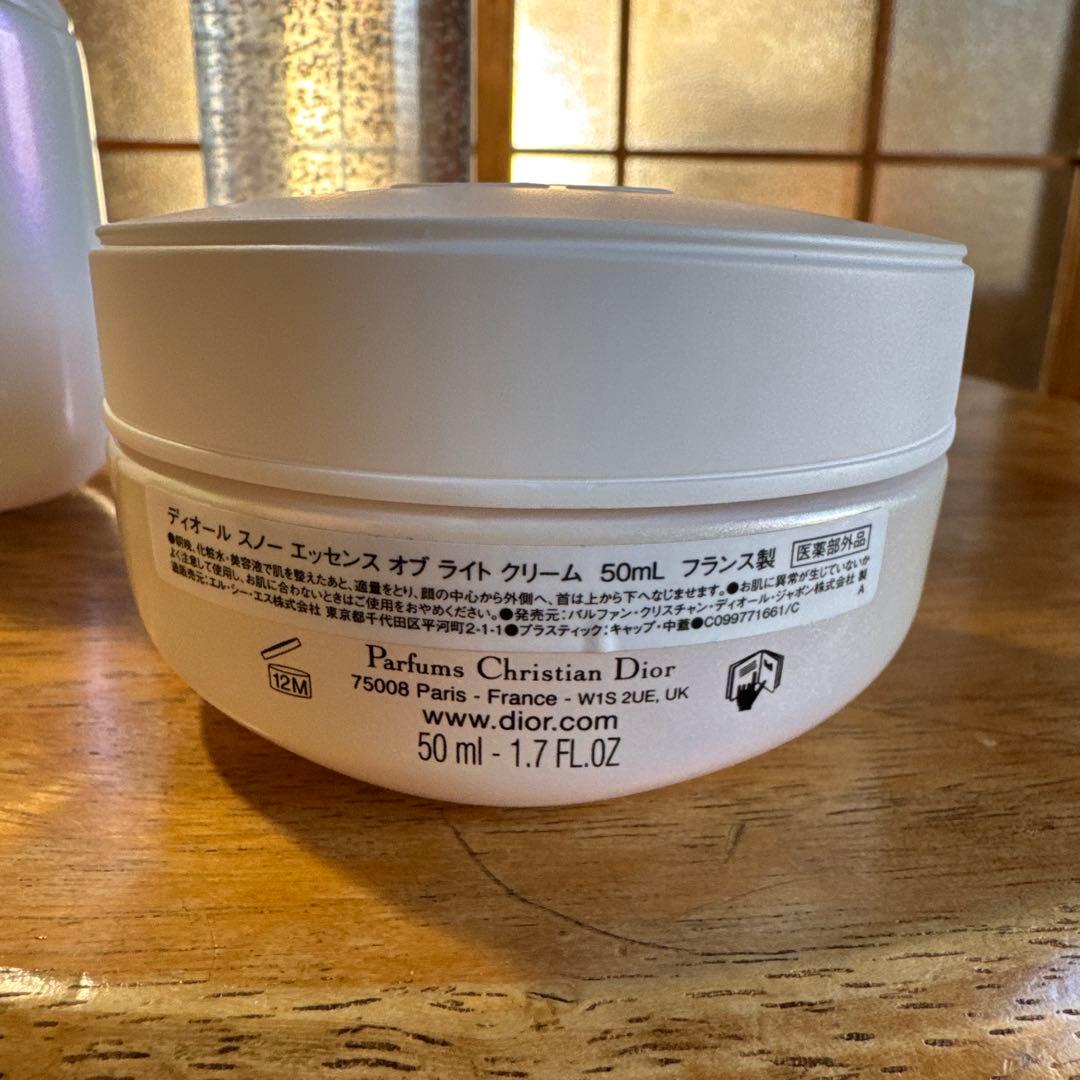 ディオール スノー エッセンス オブ ライト クリーム 50mL フランス製 医薬部外品
●朝晩、化粧水・美容液で肌を整えたあと、適量をとり、顔の中心から外側へ、首は上から下へなじませます。●お肌に異常が生じていないか
よく注意して使用し、お肌に合わないときはご使用をおやめください。●発売元：パルファン・クリスチャン・ディオール・ジャポン株式会社 製
造販売元：エル・シー・エス株式会社 東京都千代田区平河町2-1-1●プラスティック：キャップ・中蓋●C099771661/C A
12M
Parfums Christian Dior
75008 Paris - France - W1S 2UE, UK
www.dior.com
50 ml - 1.7 FL.OZ